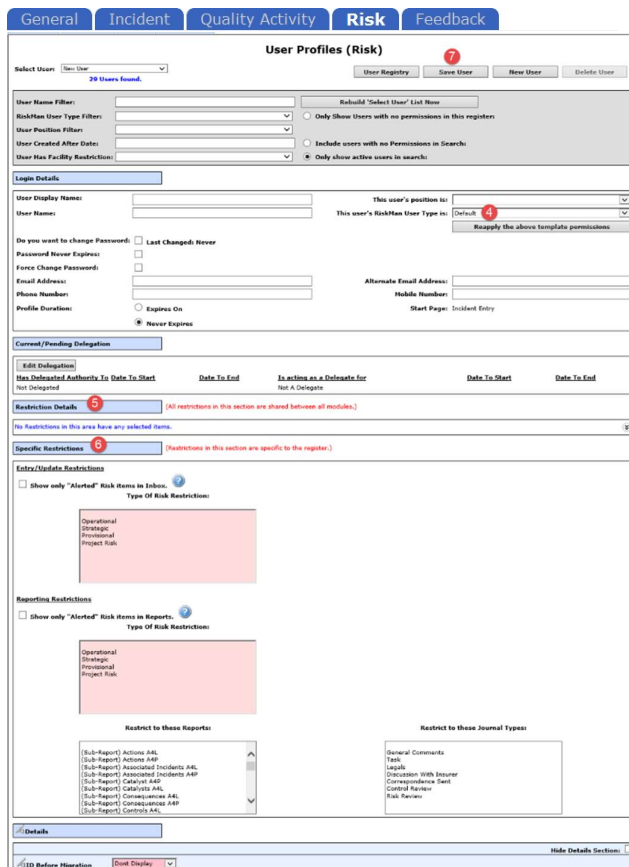 General Incident Quality Activity Risk Feedback
User Profiles (Risk)
7
Select User: New User
29 Users found.
User Registry Save User New User Delete User
User Name Filter: Rebuild 'Select User' List Now
RiskMan User Type Filter: Only Show Users with no permissions in this register:
User Position Filter:
User Created After Date: Include users with no Permissions in Search:
User Has Facility Restriction: Only show active users in search:
Login Details
User Display Name: This user's position is:
User Name: This user's RiskMan User Type is: Default 4
Reapply the above template permissions
Do you want to change Password: Last Changed: Never
Password Never Expires:
Force Change Password:
Email Address: Alternate Email Address:
Phone Number: Mobile Number:
Profile Duration: Expires On Start Page: Incident Entry
Never Expires
Current/Pending Delegation
Edit Delegation
Has Delegated Authority To Date To Start Date To End Is acting as a Delegate for Date To Start Date To End
Not Delegated Not A Delegate
Restriction Details 5 [All restrictions in this section are shared between all modules.]
No Restrictions in this area have any selected items.
Specific Restrictions 6 [Restrictions in this section are specific to the register.]
Entry/Update Restrictions
Show only "Alerted" Risk items in Inbox. ?
Type Of Risk Restriction:
Operational
Strategic
Provisional
Project Risk
Reporting Restrictions
Show only "Alerted" Risk items in Reports. ?
Type Of Risk Restriction:
Operational
Strategic
Provisional
Project Risk
Restrict to these Reports: Restrict to these Journal Types:
(Sub-Report) Actions A4L
(Sub-Report) Actions A4P
(Sub-Report) Associated Incidents A4L
(Sub-Report) Associated Incidents A4P
(Sub-Report) Catalyst A4P
(Sub-Report) Catalysts A4L
(Sub-Report) Consequences A4L
(Sub-Report) Consequences A4P
(Sub-Report) Controls A4L
General Comments
Task
Legals
Discussion With Insurer
Correspondence Sent
Control Review
Risk Review
Details
Hide Details Section:
ID Before Migration Dont Display